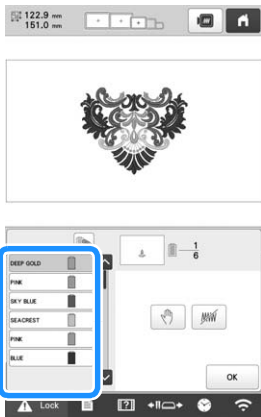 122.9 mm
151.0 mm
1
6
DEEP GOLD
PINK
SKY BLUE
SEACREST
PINK
BLUE
OK
Lock